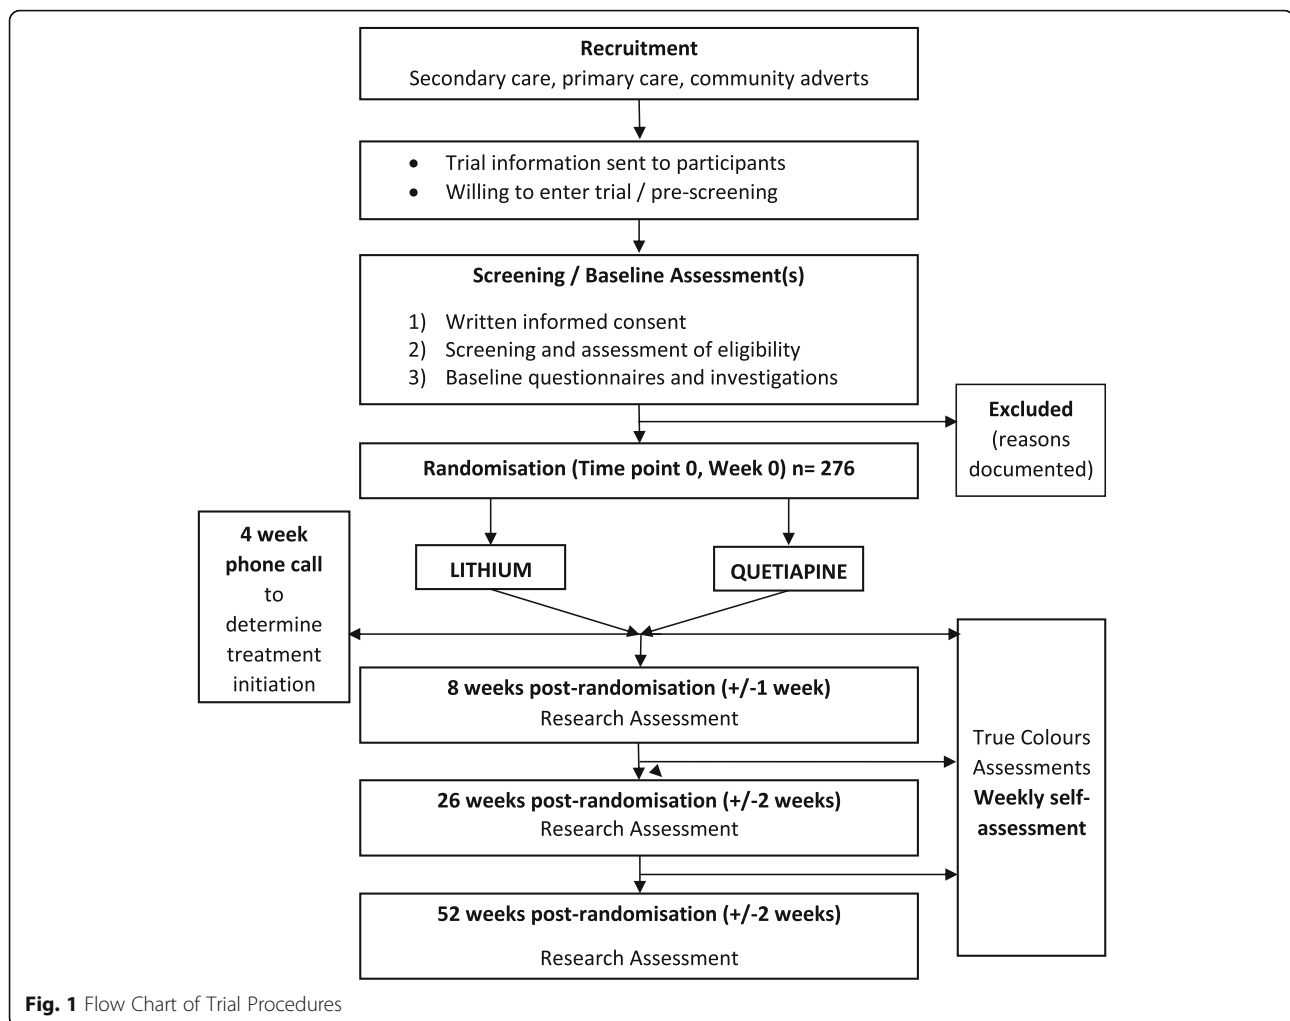 Recruitment
Secondary care, primary care, community adverts
• Trial information sent to participants
• Willing to enter trial / pre-screening
Screening / Baseline Assessment(s)
1) Written informed consent
2) Screening and assessment of eligibility
3) Baseline questionnaires and investigations
Excluded
(reasons
documented)
Randomisation (Time point 0, Week 0) n= 276
4 week
phone call
to
determine
treatment
initiation
LITHIUM
QUETIAPINE
8 weeks post-randomisation (+/-1 week)
Research Assessment
True Colours
Assessments
Weekly self-
assessment
26 weeks post-randomisation (+/-2 weeks)
Research Assessment
52 weeks post-randomisation (+/-2 weeks)
Research Assessment
Fig. 1 Flow Chart of Trial Procedures